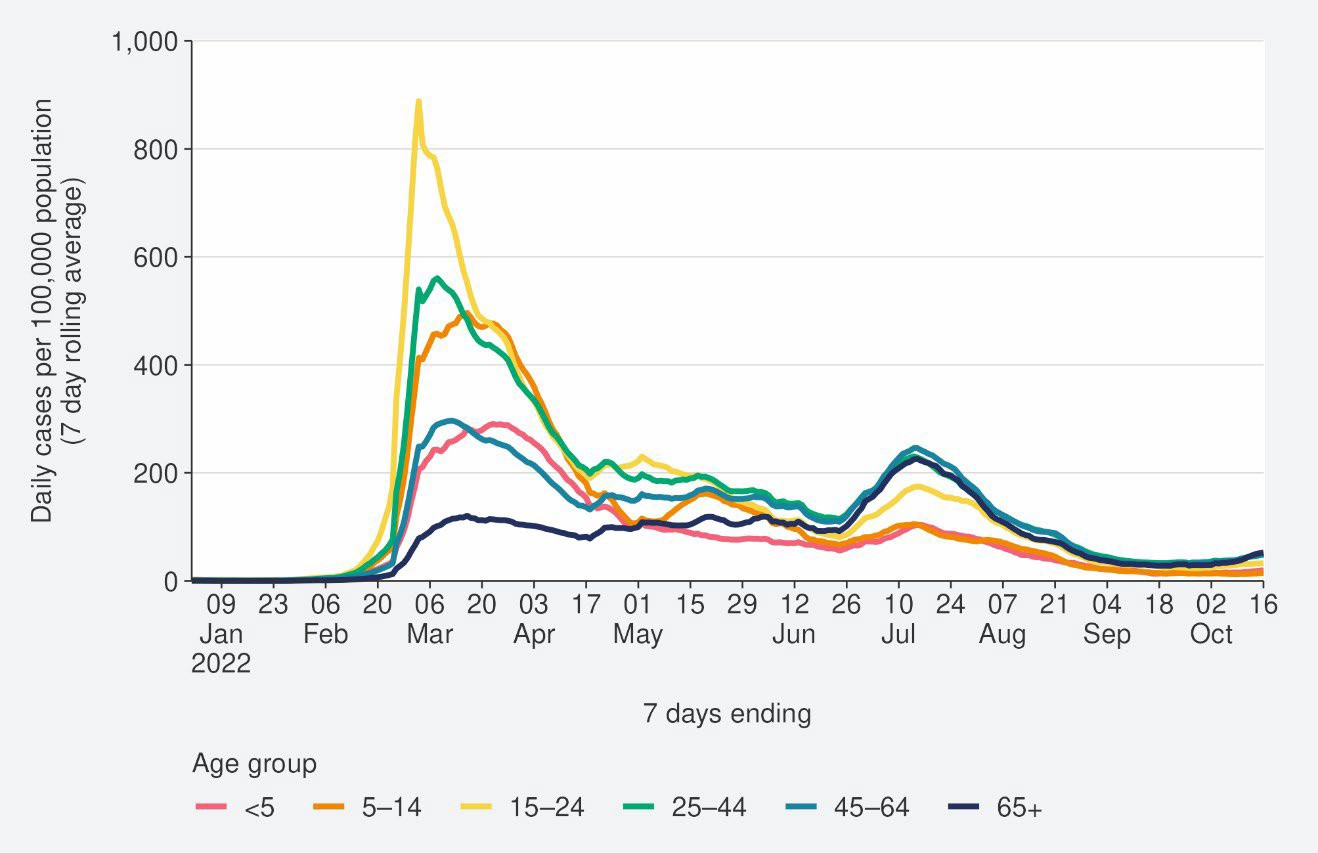 Daily cases per 100,000 population
(7 day rolling average)
1,000
800
600
400
200
0
09 23 06 20 06 20 03 17 01 15 29 12 26 10 24 07 21 04 18 02 16
Jan Feb Mar Apr May Jun Jul Aug Sep Oct
2022
7 days ending
Age group
<5 5–14 15–24 25–44 45–64 65+